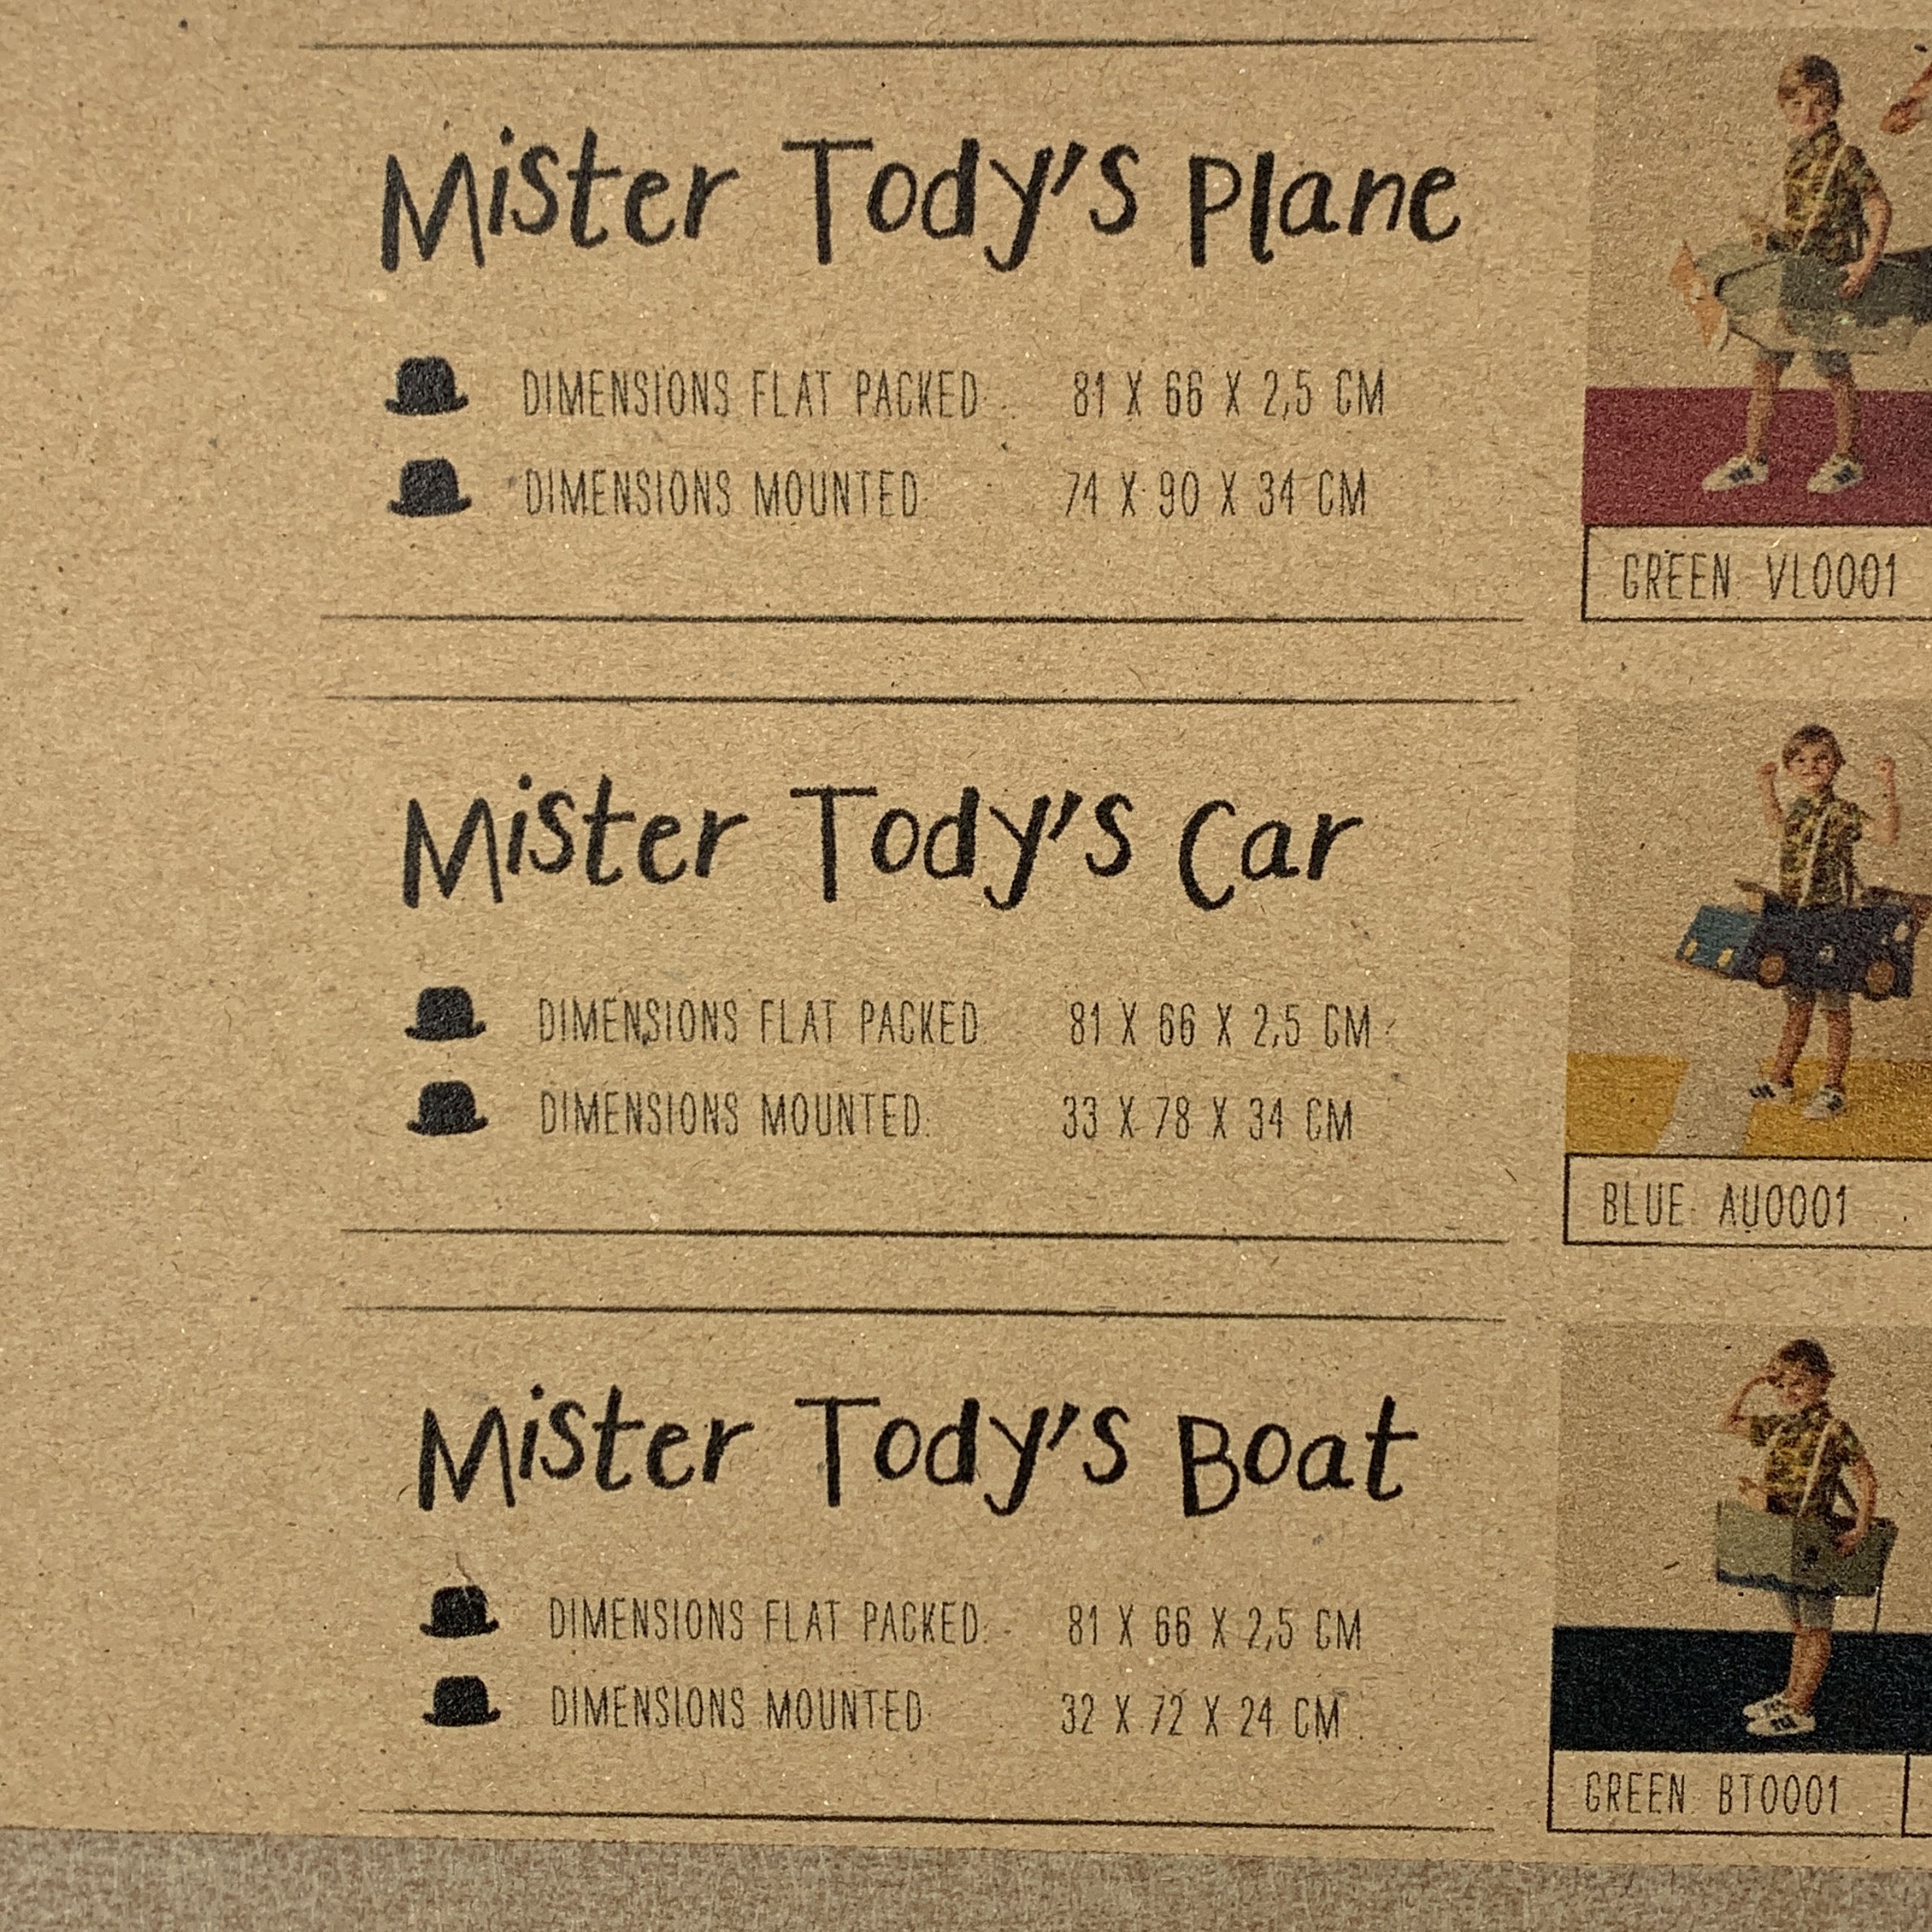 Mister Tody's Plane
DIMENSIONS FLAT PACKED: 81 X 66 X 2,5 CM
DIMENSIONS MOUNTED: 74 X 90 X 34 CM
GREEN: VL0001
Mister Tody's Car
DIMENSIONS FLAT PACKED: 81 X 66 X 2,5 CM
DIMENSIONS MOUNTED: 33 X 78 X 34 CM
BLUE: AU0001
Mister Tody's Boat
DIMENSIONS FLAT PACKED: 81 X 66 X 2,5 CM
DIMENSIONS MOUNTED: 32 X 72 X 24 CM
GREEN: BT0001